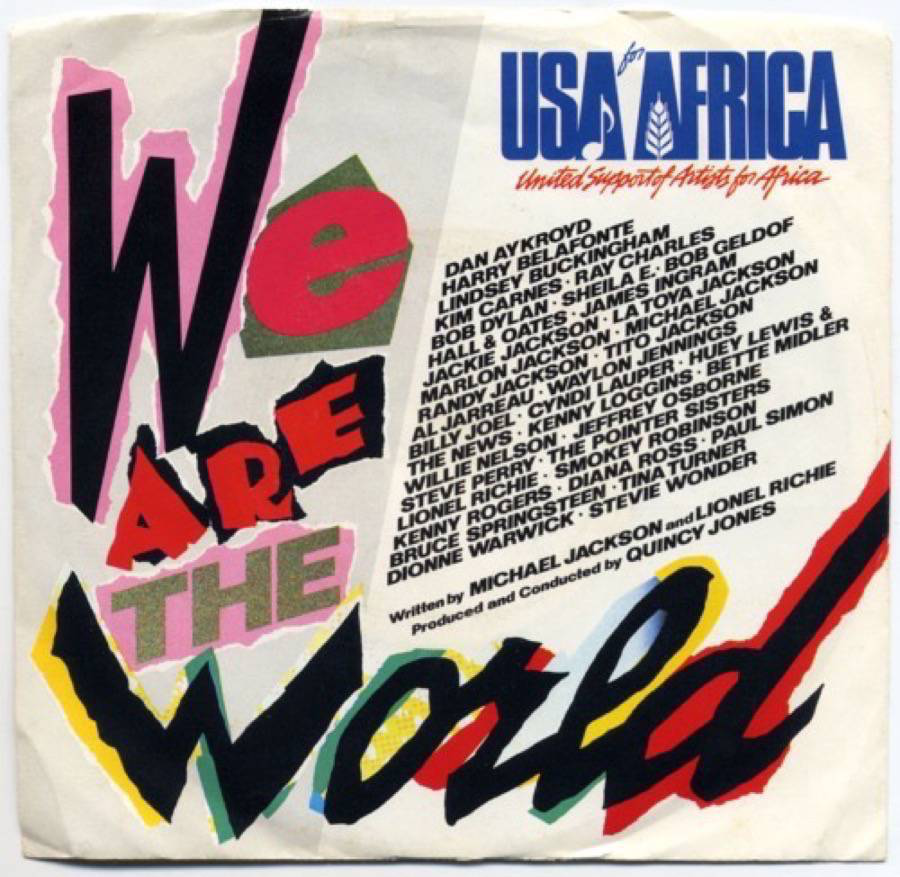 We
ARE
THE
World
USA for AFRICA
United Support of Artists for Africa
DAN AYKROYD
HARRY BELAFONTE
LINDSEY BUCKINGHAM
KIM CARNES · RAY CHARLES
BOB DYLAN · SHEILA E. · BOB GELDOF
HALL & OATES · JAMES INGRAM
JACKIE JACKSON · LA TOYA JACKSON
MARLON JACKSON · MICHAEL JACKSON
RANDY JACKSON · TITO JACKSON
AL JARREAU · WAYLON JENNINGS
BILLY JOEL · CYNDI LAUPER · HUEY LEWIS &
THE NEWS · KENNY LOGGINS · BETTE MIDLER
WILLIE NELSON · JEFFREY OSBORNE
STEVE PERRY · THE POINTER SISTERS
LIONEL RICHIE · SMOKEY ROBINSON
KENNY ROGERS · DIANA ROSS · PAUL SIMON
BRUCE SPRINGSTEEN · TINA TURNER
DIONNE WARWICK · STEVIE WONDER
Written by MICHAEL JACKSON and LIONEL RICHIE
Produced and Conducted by QUINCY JONES